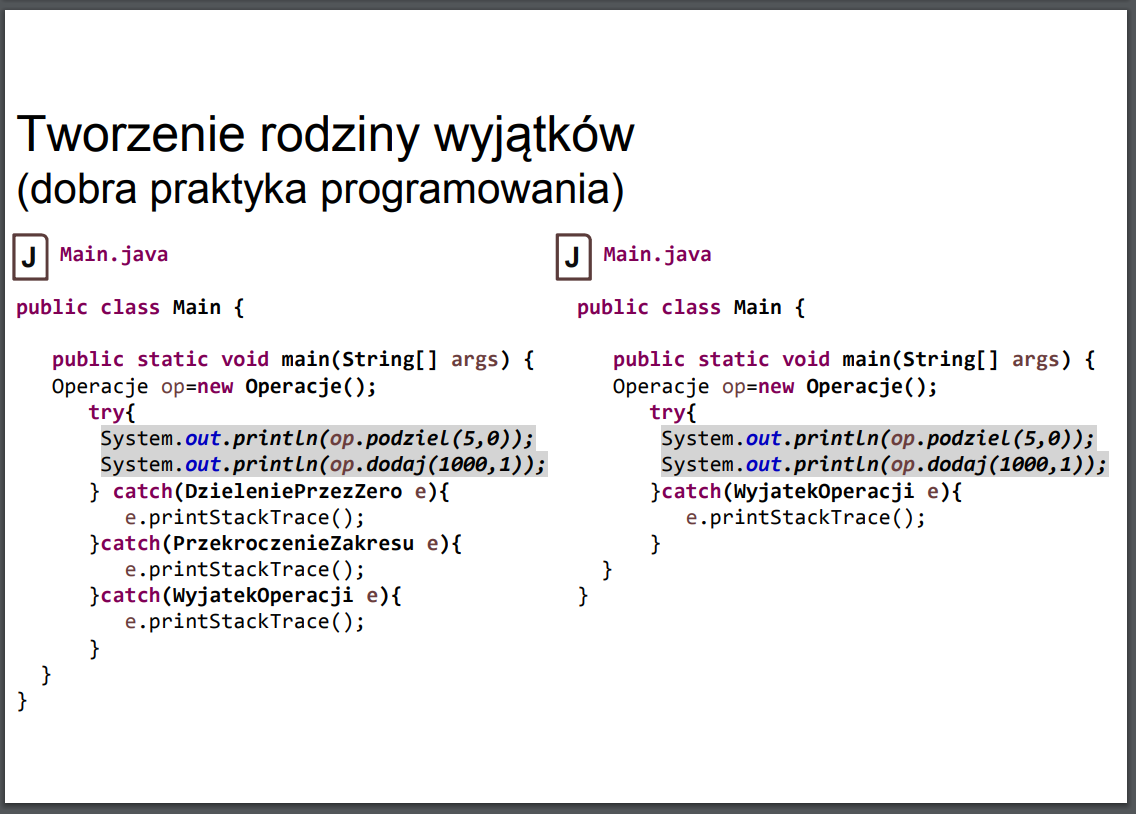 Tworzenie rodziny wyjątków
(dobra praktyka programowania)
J Main.java
public class Main {
public static void main(String[] args) {
Operacje op=new Operacje();
try{
System.out.println(op.podziel(5,0));
System.out.println(op.dodaj(1000,1));
} catch(DzieleniePrzezZero e){
e.printStackTrace();
}catch(PrzekroczenieZakresu e){
e.printStackTrace();
}catch(WyjatekOperacji e){
e.printStackTrace();
}
}
}
J Main.java
public class Main {
public static void main(String[] args) {
Operacje op=new Operacje();
try{
System.out.println(op.podziel(5,0));
System.out.println(op.dodaj(1000,1));
}catch(WyjatekOperacji e){
e.printStackTrace();
}
}
}